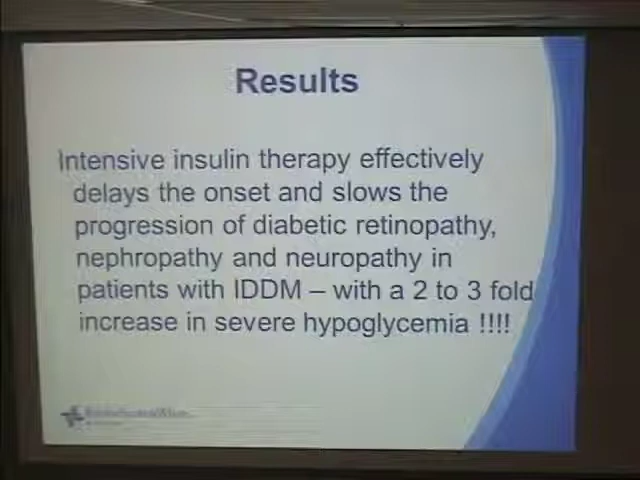 Results
Intensive insulin therapy effectively
delays the onset and slows the
progression of diabetic retinopathy,
nephropathy and neuropathy in
patients with IDDM – with a 2 to 3 fold
increase in severe hypoglycemia !!!!